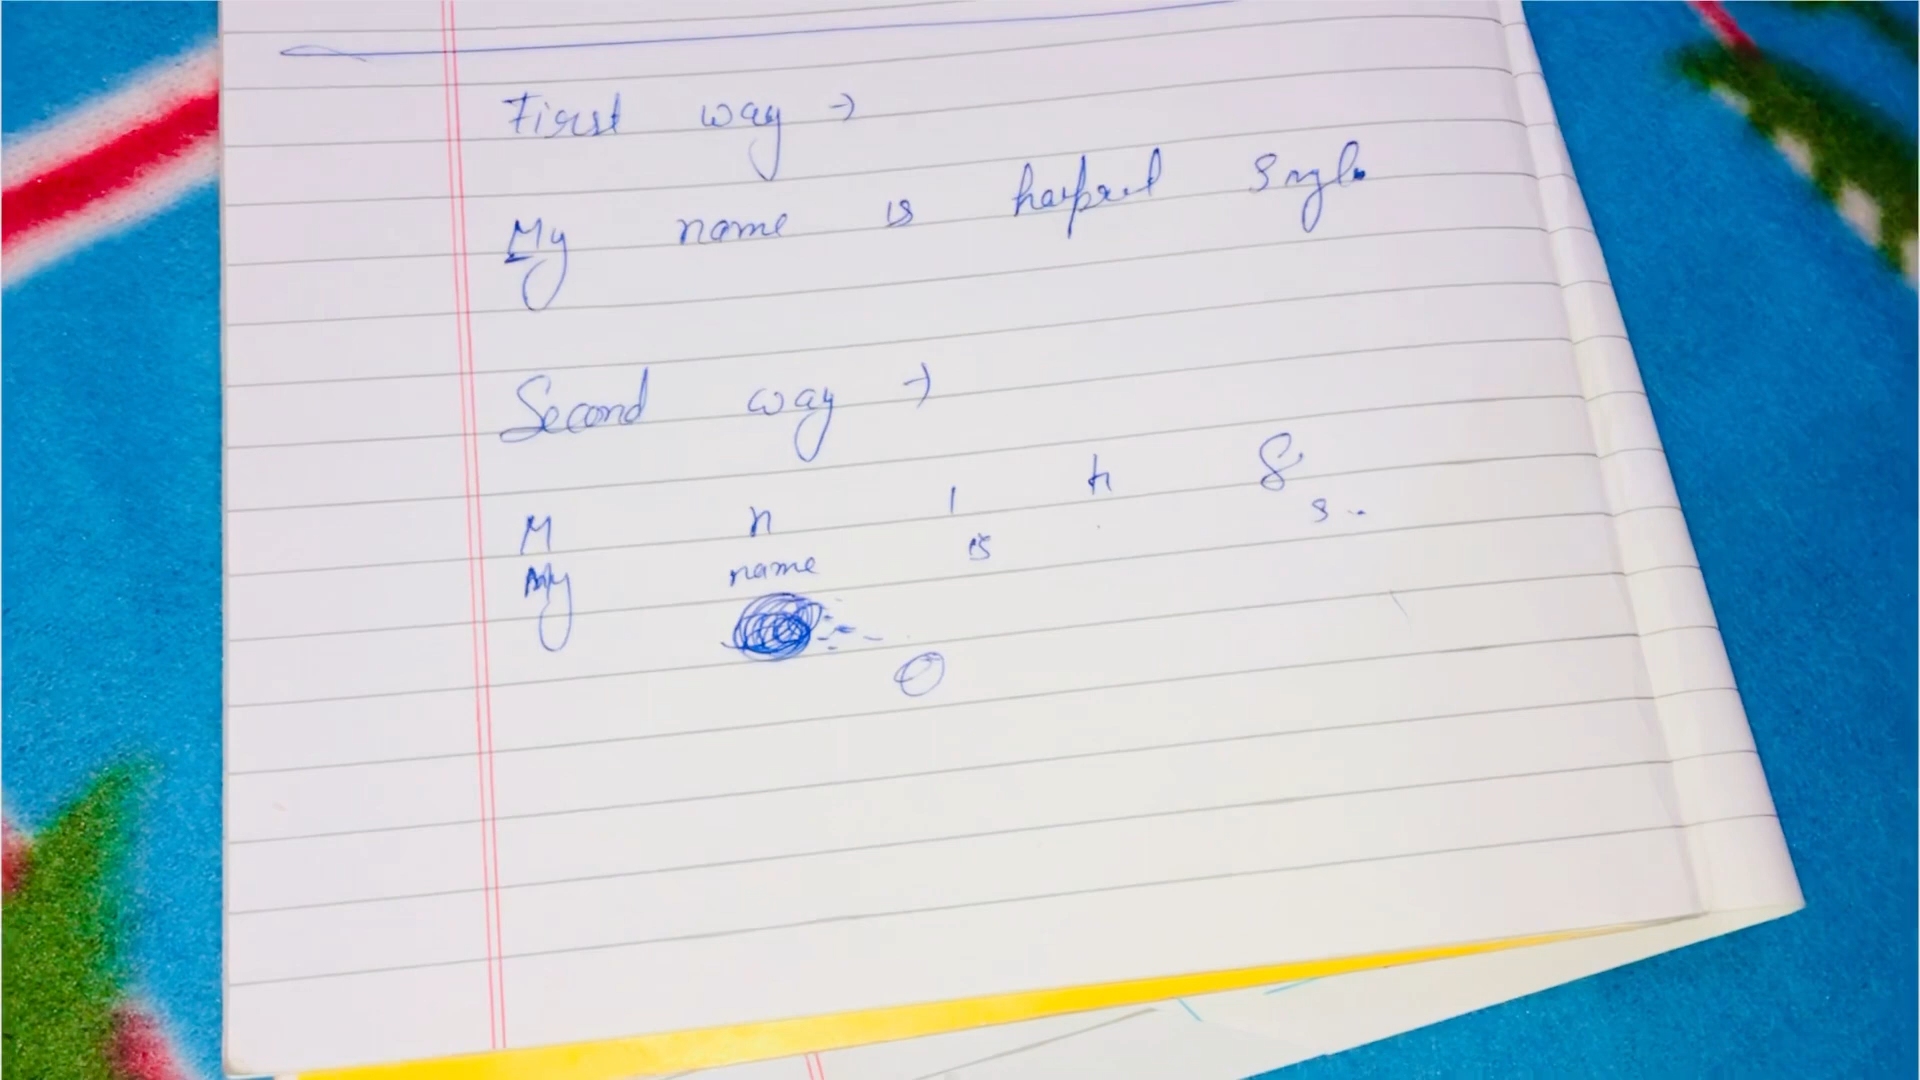 First way →
My name is harpreet Singh.
Second way →
M n I h S
My name is s..